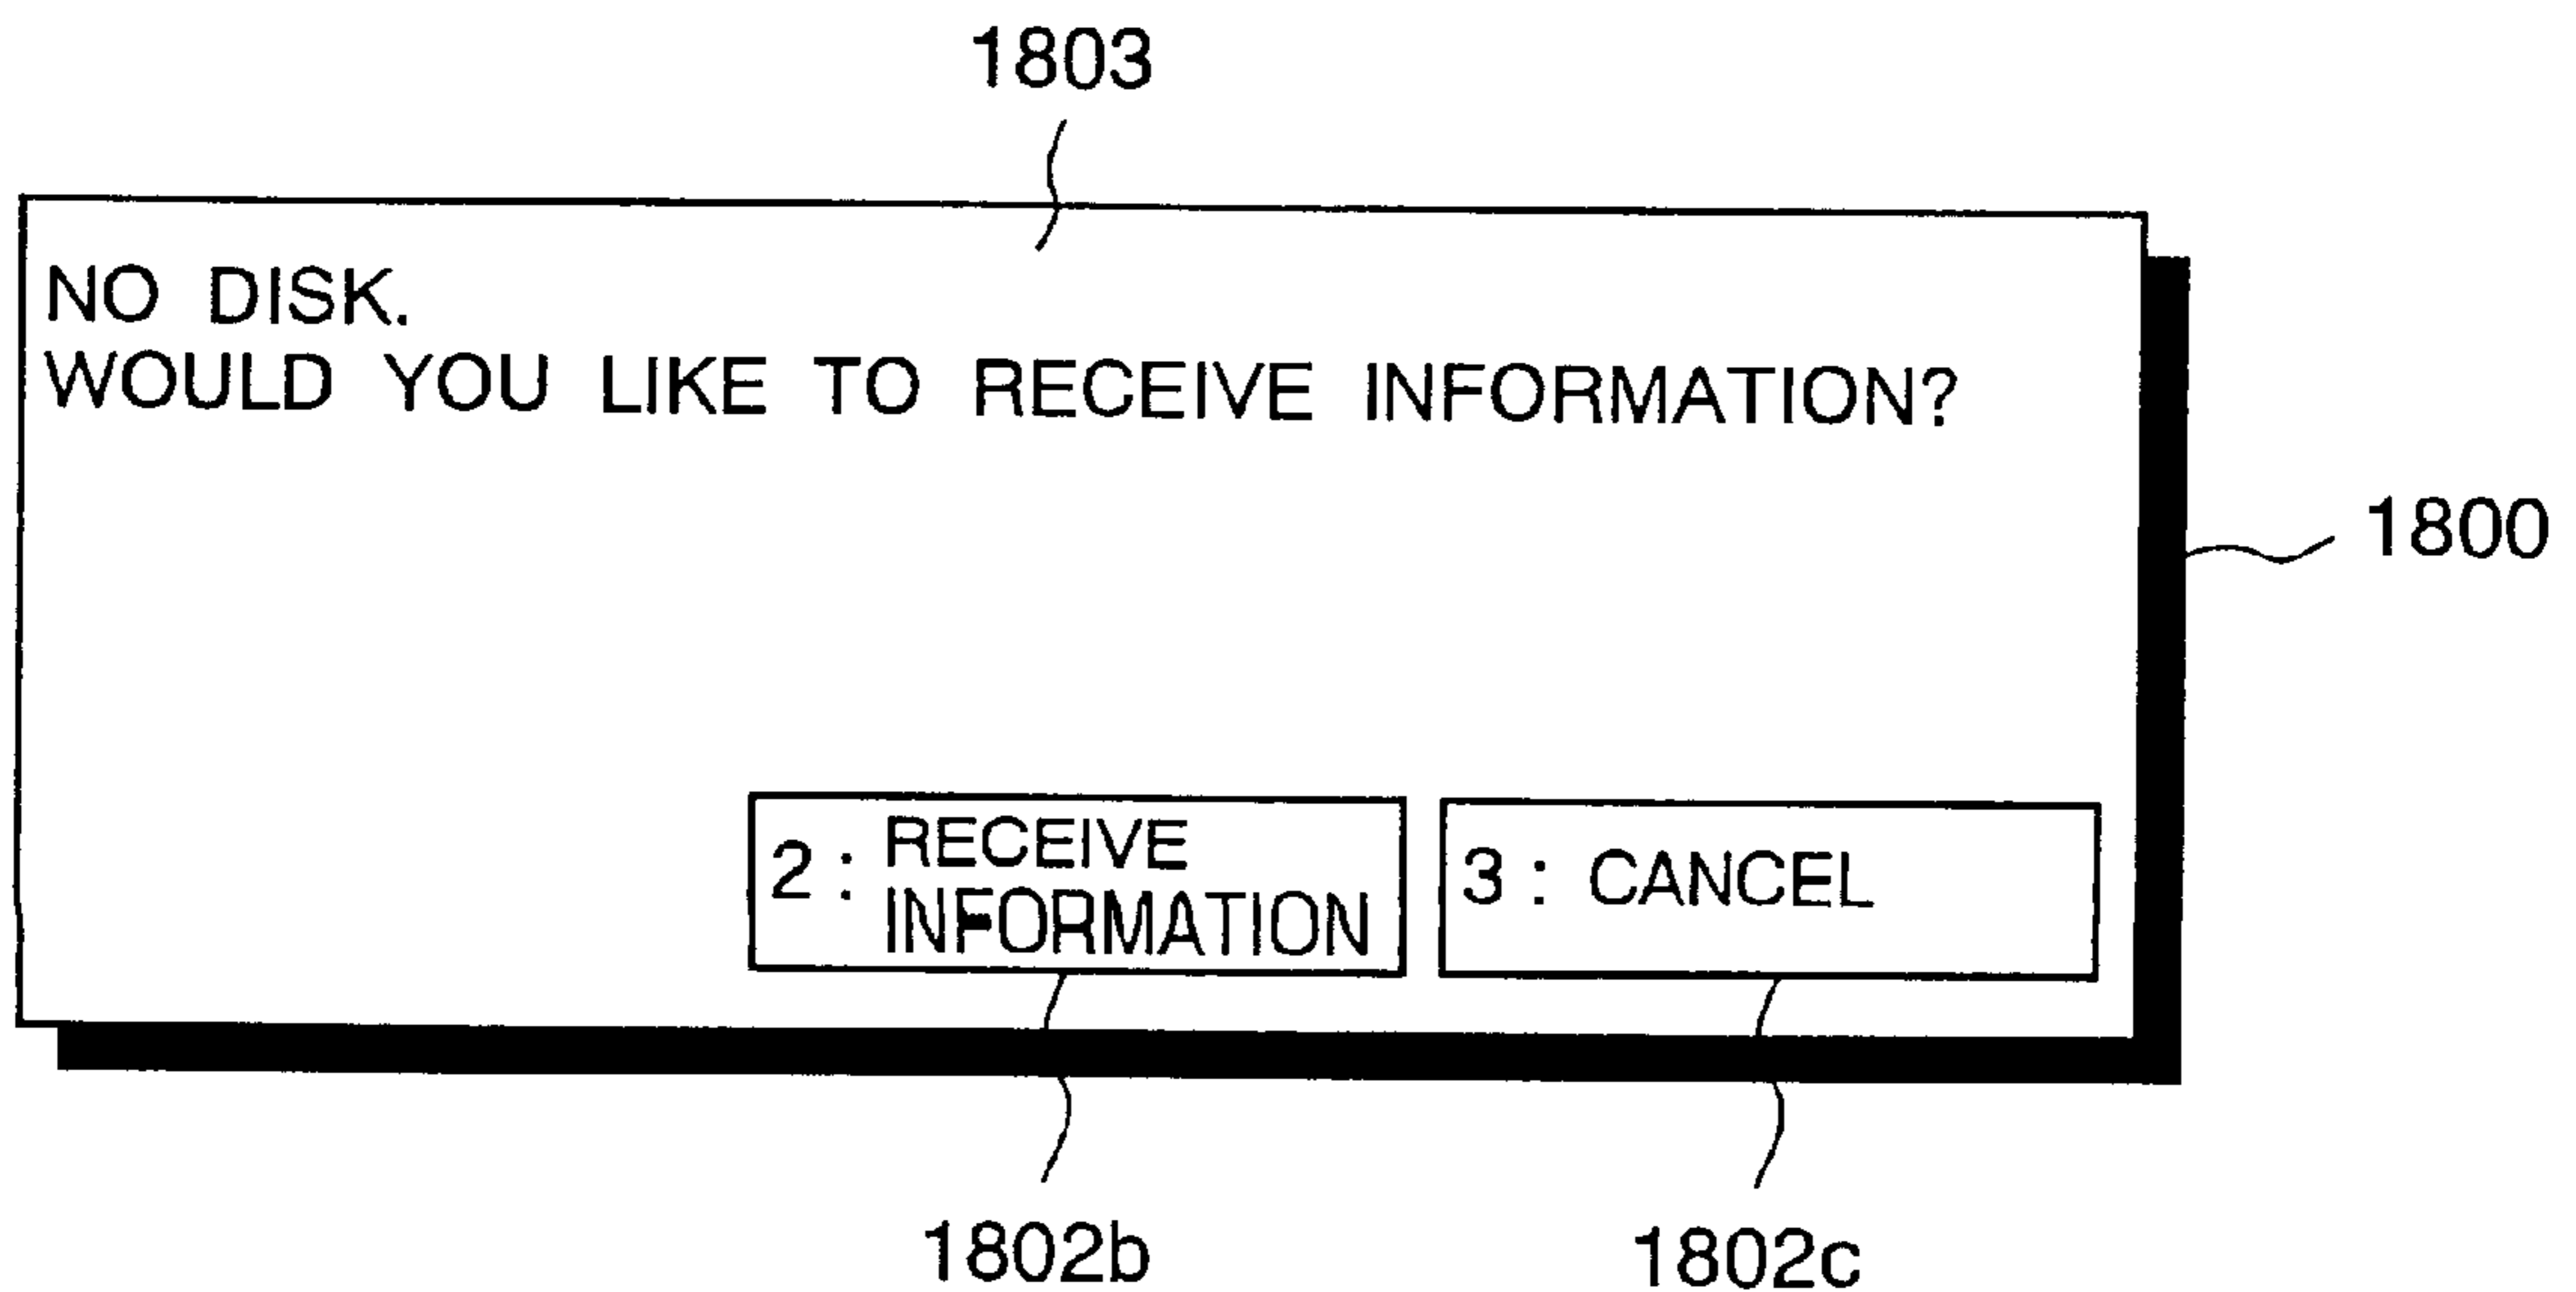 1803
NO DISK.
WOULD YOU LIKE TO RECEIVE INFORMATION?
1800
2 : RECEIVE
INFORMATION
3 : CANCEL
1802b
1802c